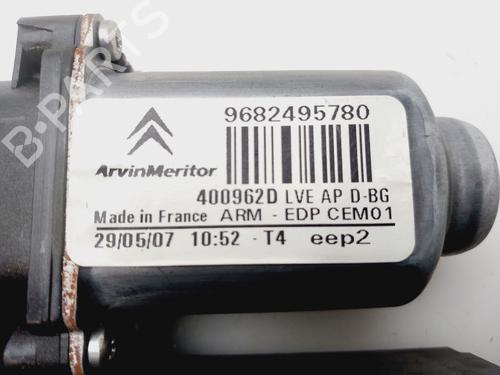 B-PARTS
9682495780
ArvinMeritor
400962D LVE AP D-BG
Made in France ARM - EDP CEM01
29/05/07 10:52 - T4 eep2